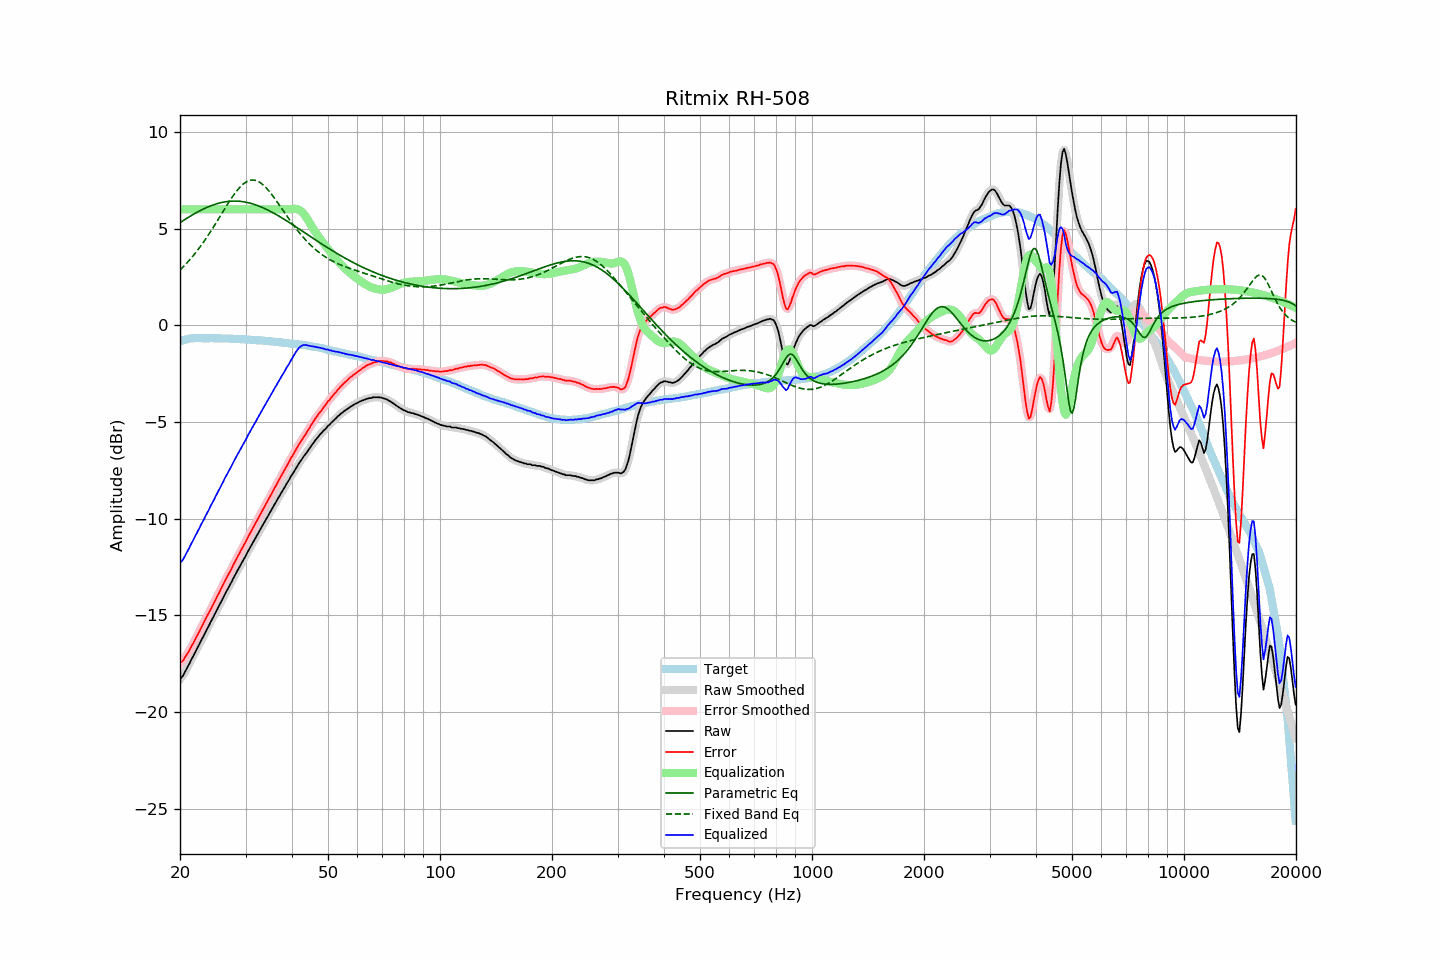 Ritmix RH-508
10
5
0
−5
−10
−15
−20
−25
Amplitude (dBr)
20
50
100
200
500
1000
2000
5000
10000
20000
Frequency (Hz)
Target
Raw Smoothed
Error Smoothed
Raw
Error
Equalization
Parametric Eq
Fixed Band Eq
Equalized